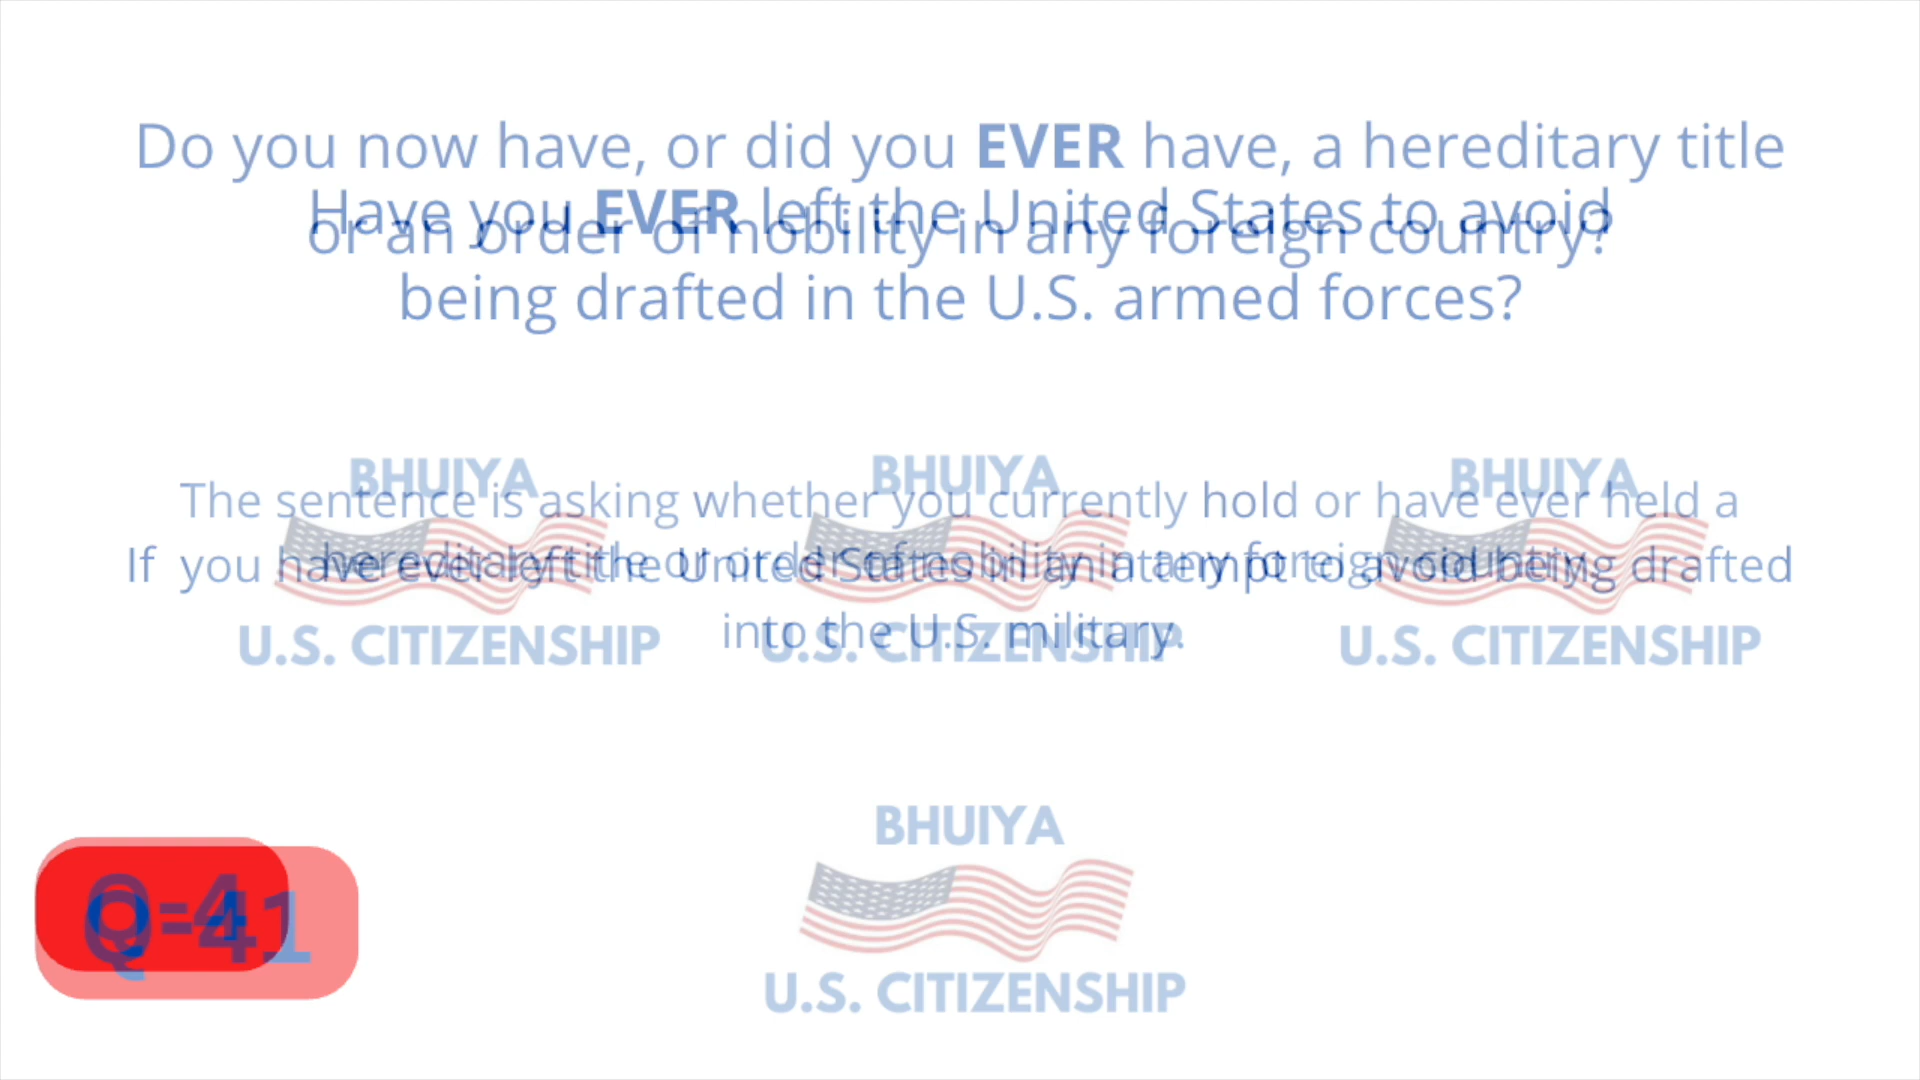 Do you now have, or did you EVER have, a hereditary title
or an order of nobility in any foreign country?
Have you EVER left the United States to avoid
being drafted in the U.S. armed forces?
BHUIYA
U.S. CITIZENSHIP
BHUIYA
U.S. CITIZENSHIP
BHUIYA
U.S. CITIZENSHIP
The sentence is asking whether you currently hold or have ever held a
hereditary title or order of nobility in any foreign country.
If you have ever left the United States in an attempt to avoid being drafted
into the U.S. military.
BHUIYA
U.S. CITIZENSHIP